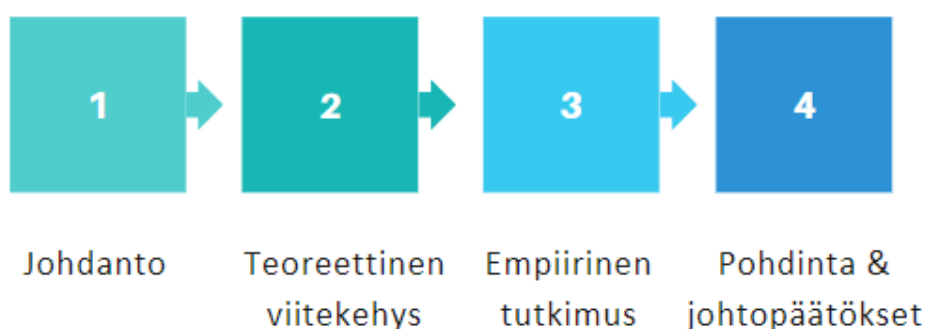 1
2
3
4
Johdanto
Teoreettinen
viitekehys
Empiirinen
tutkimus
Pohdinta &
johtopäätökset